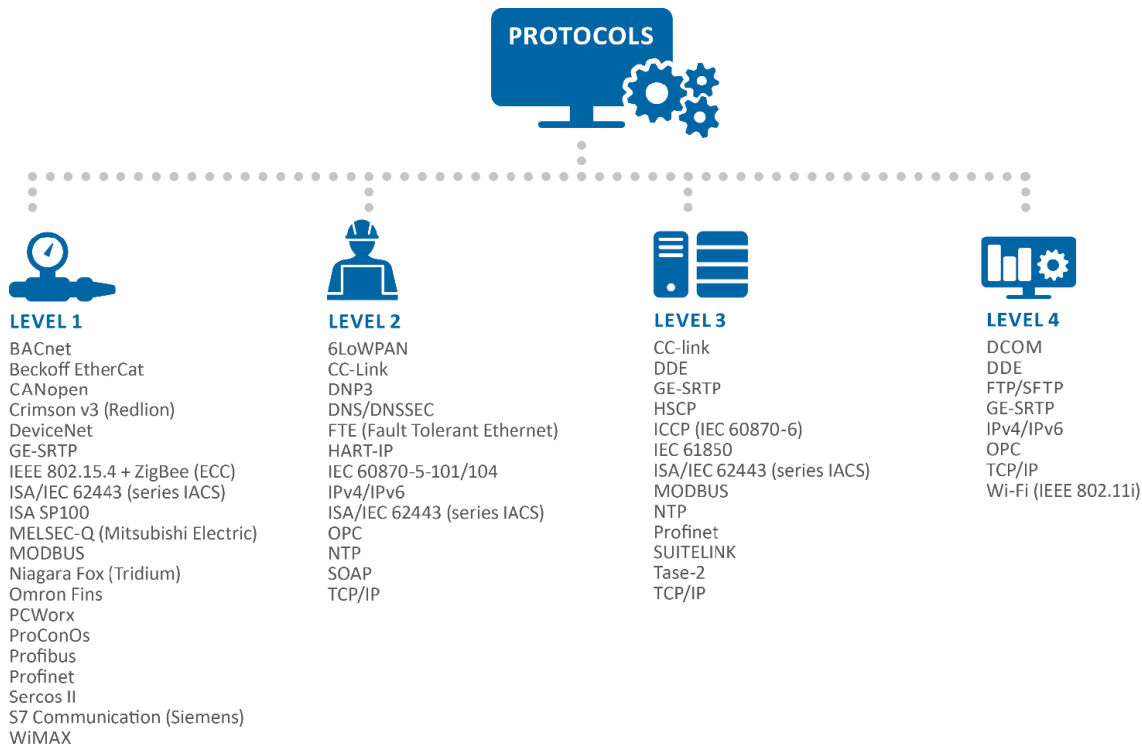 PROTOCOLS
LEVEL 1
BACnet
Beckoff EtherCat
CANopen
Crimson v3 (Redlion)
DeviceNet
GE-SRTP
IEEE 802.15.4 + ZigBee (ECC)
ISA/IEC 62443 (series IACS)
ISA SP100
MELSEC-Q (Mitsubishi Electric)
MODBUS
Niagara Fox (Tridium)
Omron Fins
PCWorx
ProConOs
Profibus
Profinet
Sercos II
S7 Communication (Siemens)
WiMAX
LEVEL 2
6LoWPAN
CC-Link
DNP3
DNS/DNSSEC
FTE (Fault Tolerant Ethernet)
HART-IP
IEC 60870-5-101/104
IPv4/IPv6
ISA/IEC 62443 (series IACS)
OPC
NTP
SOAP
TCP/IP
LEVEL 3
CC-link
DDE
GE-SRTP
HSCP
ICCP (IEC 60870-6)
IEC 61850
ISA/IEC 62443 (series IACS)
MODBUS
NTP
Profinet
SUITELINK
Tase-2
TCP/IP
LEVEL 4
DCOM
DDE
FTP/SFTP
GE-SRTP
IPv4/IPv6
OPC
TCP/IP
Wi-Fi (IEEE 802.11i)